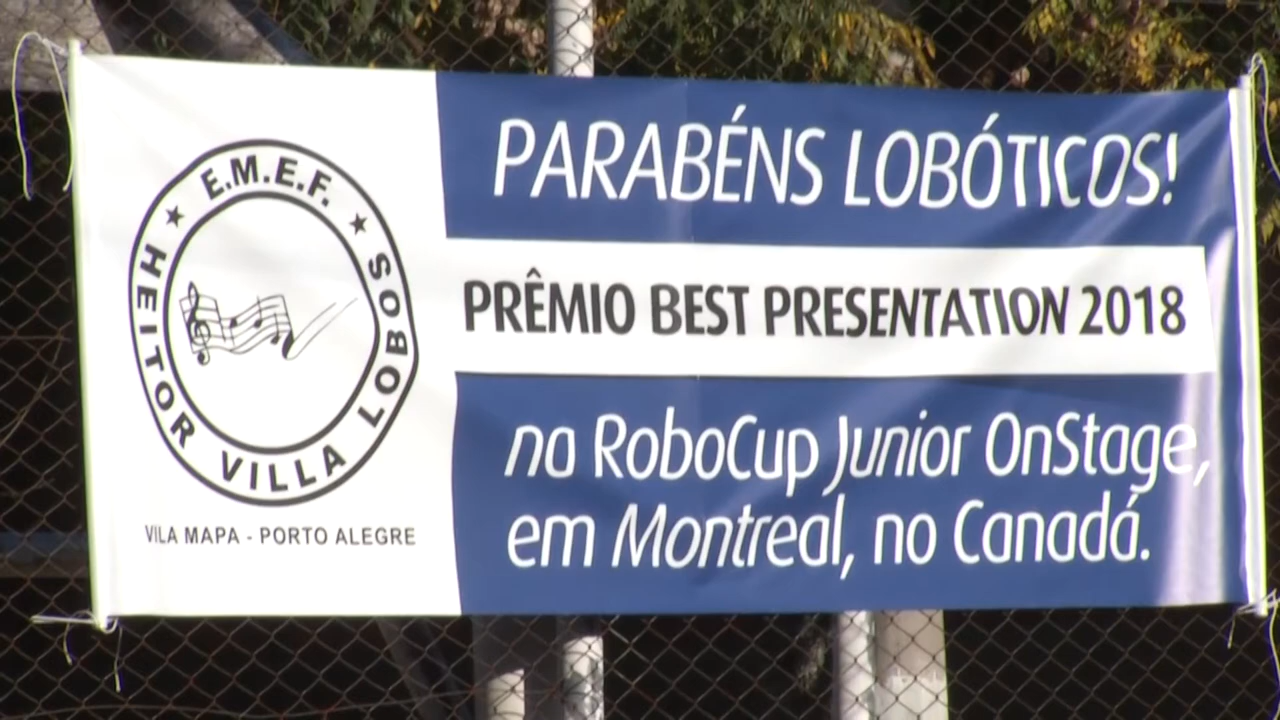 E.M.E.F.
HEITOR VILLA LOBOS
VILA MAPA - PORTO ALEGRE
PARABÉNS LOBÓTICOS!
PRÊMIO BEST PRESENTATION 2018
na RoboCup Junior OnStage,
em Montreal, no Canadá.